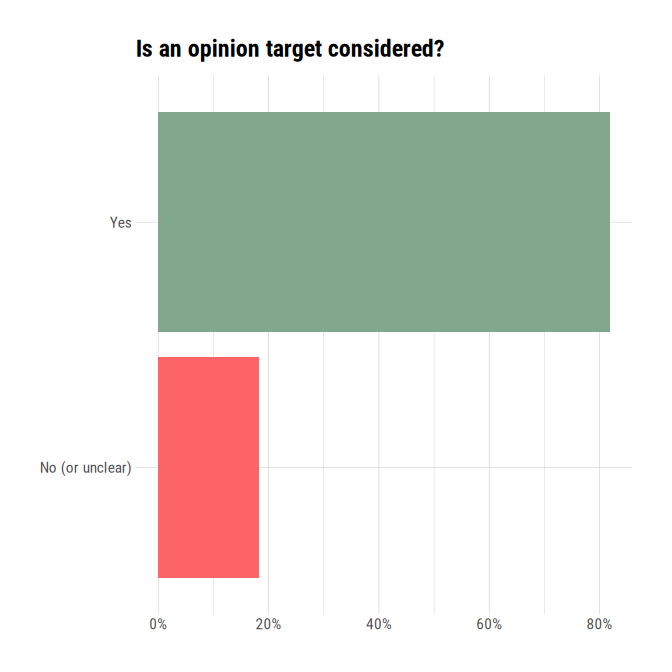 Is an opinion target considered?
Yes
No (or unclear)
0%
20%
40%
60%
80%